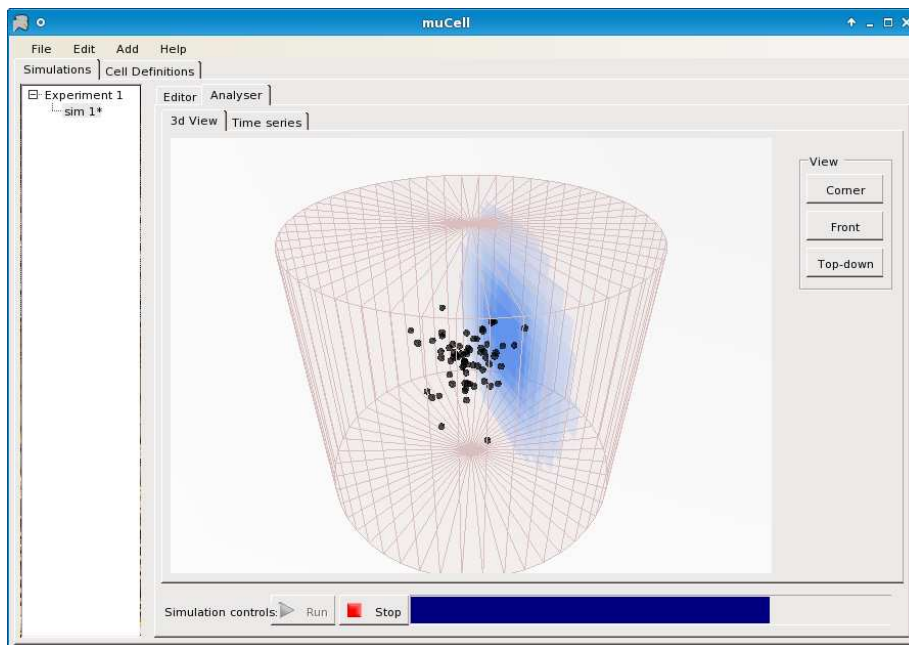 muCell
File Edit Add Help
Simulations Cell Definitions
Experiment 1
sim 1*
Editor Analyser
3d View Time series
View
Corner
Front
Top-down
Simulation controls: Run Stop